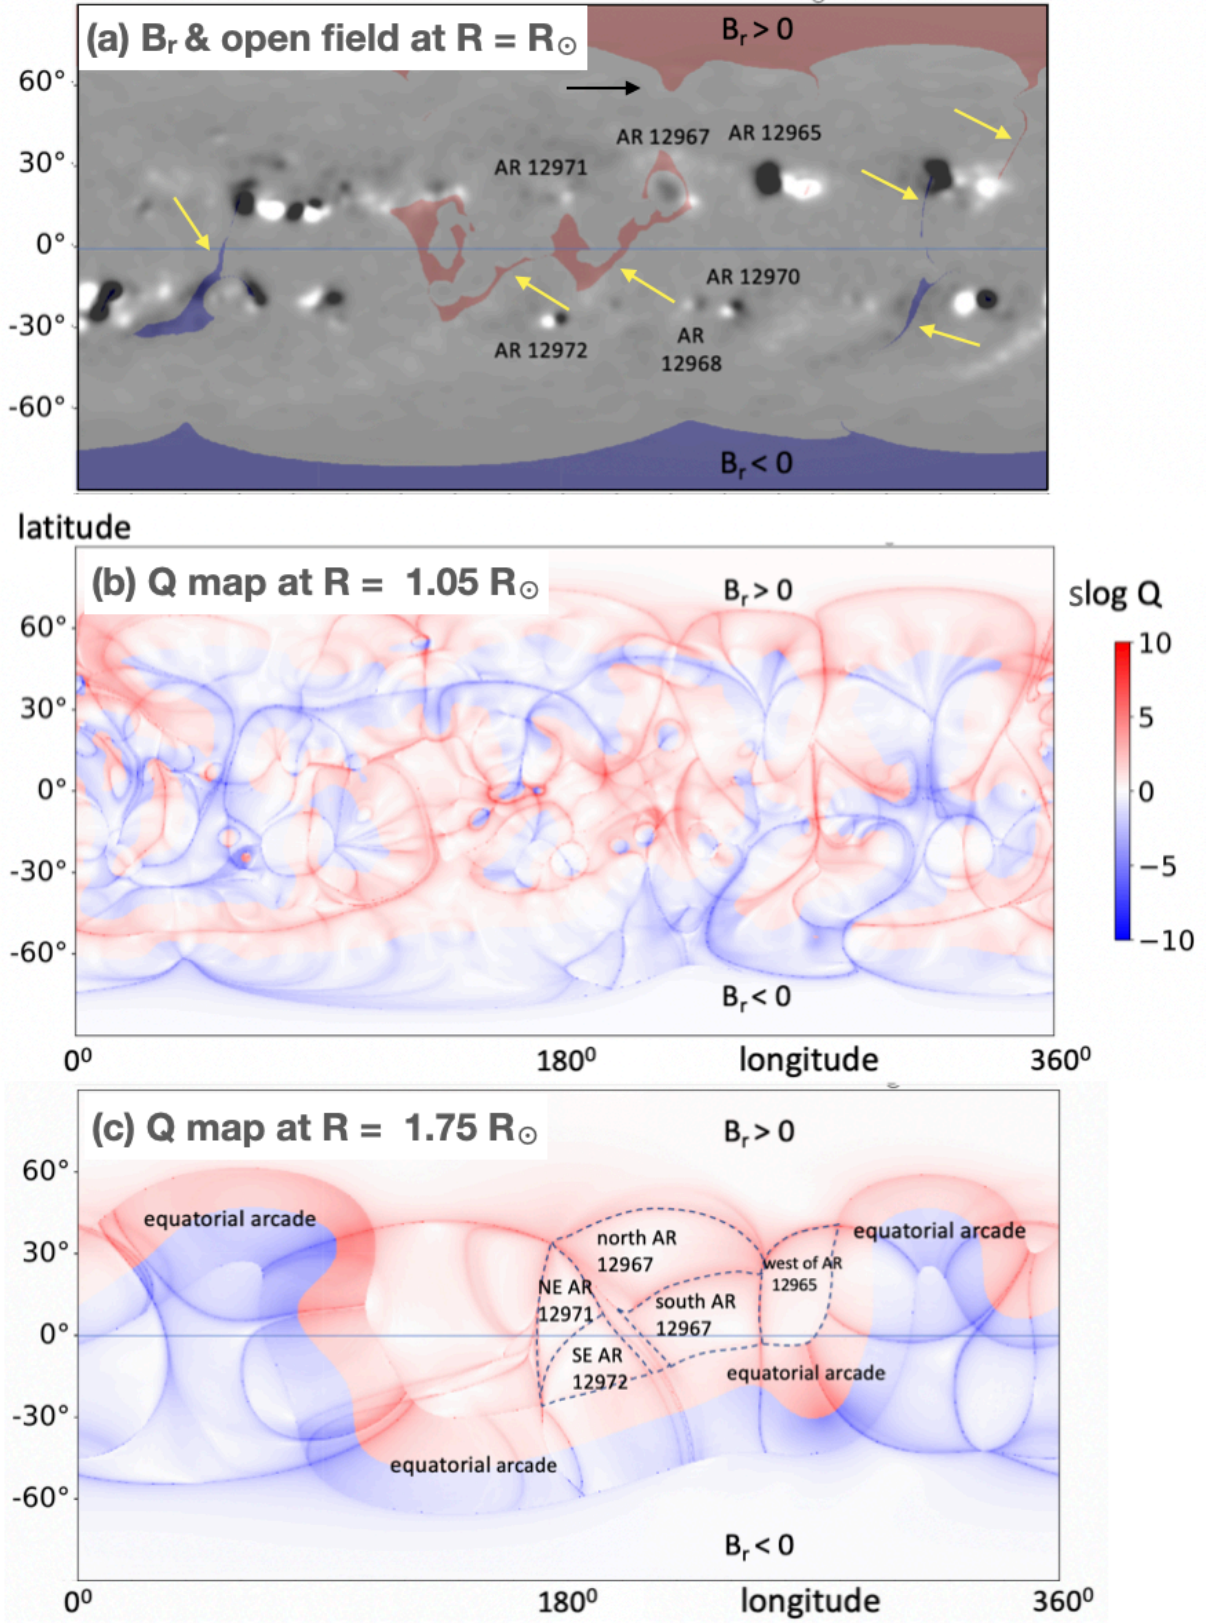 (a) Bᵣ & open field at R = R☉
Bᵣ > 0
60°
30°
0°
-30°
-60°
AR 12967
AR 12965
AR 12971
AR 12970
AR 12972
AR
12968
Bᵣ < 0
latitude
(b) Q map at R = 1.05 R☉
Bᵣ > 0
slog Q
60°
30°
0°
-30°
-60°
10
5
0
−5
−10
Bᵣ < 0
0⁰
180⁰
longitude
360⁰
(c) Q map at R = 1.75 R☉
Bᵣ > 0
60°
30°
0°
-30°
-60°
equatorial arcade
north AR
12967
equatorial arcade
west of AR
12965
NE AR
12971
south AR
12967
SE AR
12972
equatorial arcade
equatorial arcade
Bᵣ < 0
0⁰
180⁰
longitude
360⁰